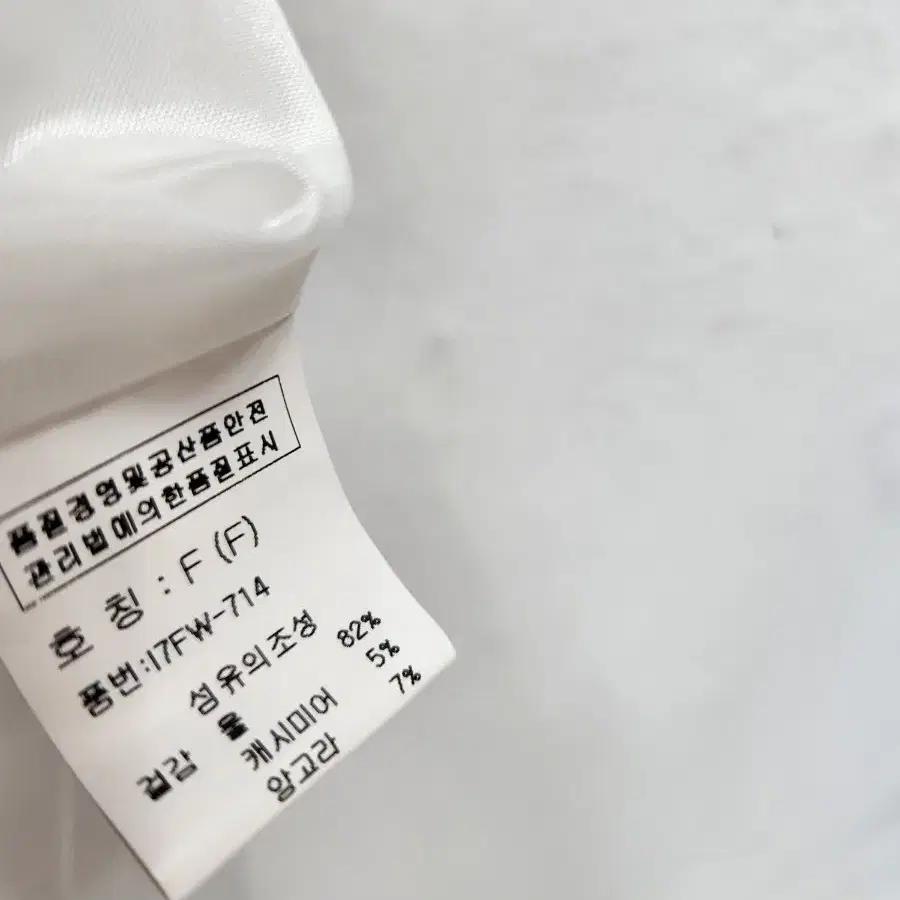 품질경영및공산품안전
관리법에의한품질표시
호 칭 : F (F)
품번:17FW-714
섬유의조성
겉감 울 82%
캐시미어 5%
앙고라 7%